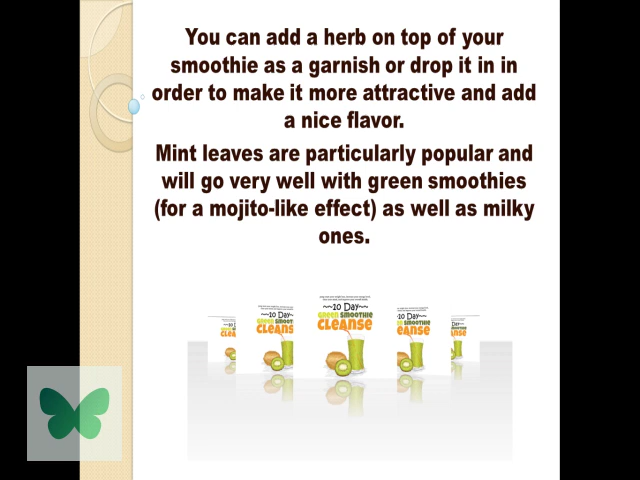 You can add a herb on top of your
smoothie as a garnish or drop it in in
order to make it more attractive and add
a nice flavor.
Mint leaves are particularly popular and
will go very well with green smoothies
(for a mojito-like effect) as well as milky
ones.
~~10 Day~
GREEN SMOOTHIE
CLEANSE